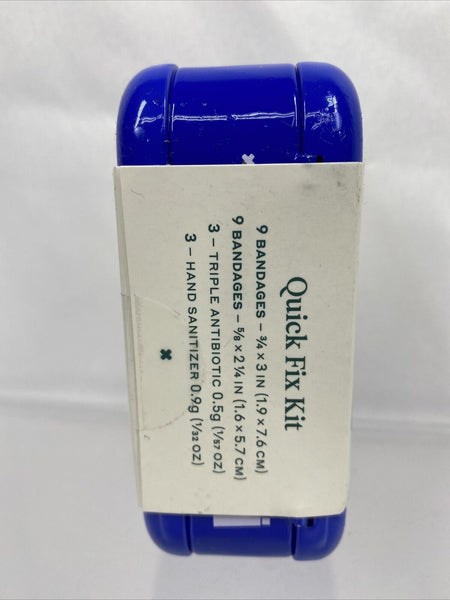 Quick Fix Kit
9 BANDAGES – ¾ x 3 IN (1.9 x 7.6 CM)
9 BANDAGES – ⅝ x 2 ¼ IN (1.6 x 5.7 CM)
3 – TRIPLE ANTIBIOTIC 0.5g (1/57 OZ)
3 – HAND SANITIZER 0.9g (1/32 OZ)